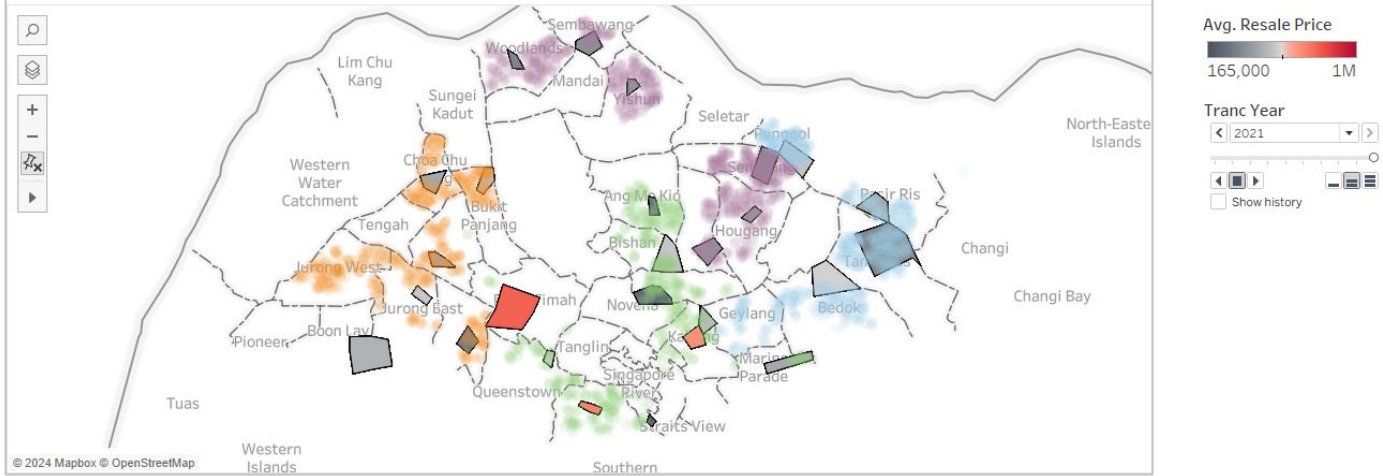 Sembawang
Woodlands
Lim Chu
Kang
Mandai
Yishun
Sungei
Kadut
Seletar
North-Easte
Islands
Punggol
Choa Chu
Western
Water
Catchment
Ang Mo Kio
Pasir Ris
Tengah
Bukit
Panjang
Hougang
Bishan
Changi
Jurong West
Changi Bay
Novena
Geylang
Bedok
Jurong East
Boon Lay
Pioneer
Tanglin
Marine
Parade
Singapore
River
Queenstown
Tuas
Straits View
Western
Islands
Southern
© 2024 Mapbox © OpenStreetMap
Avg. Resale Price
165,000 1M
Tranc Year
2021
Show history